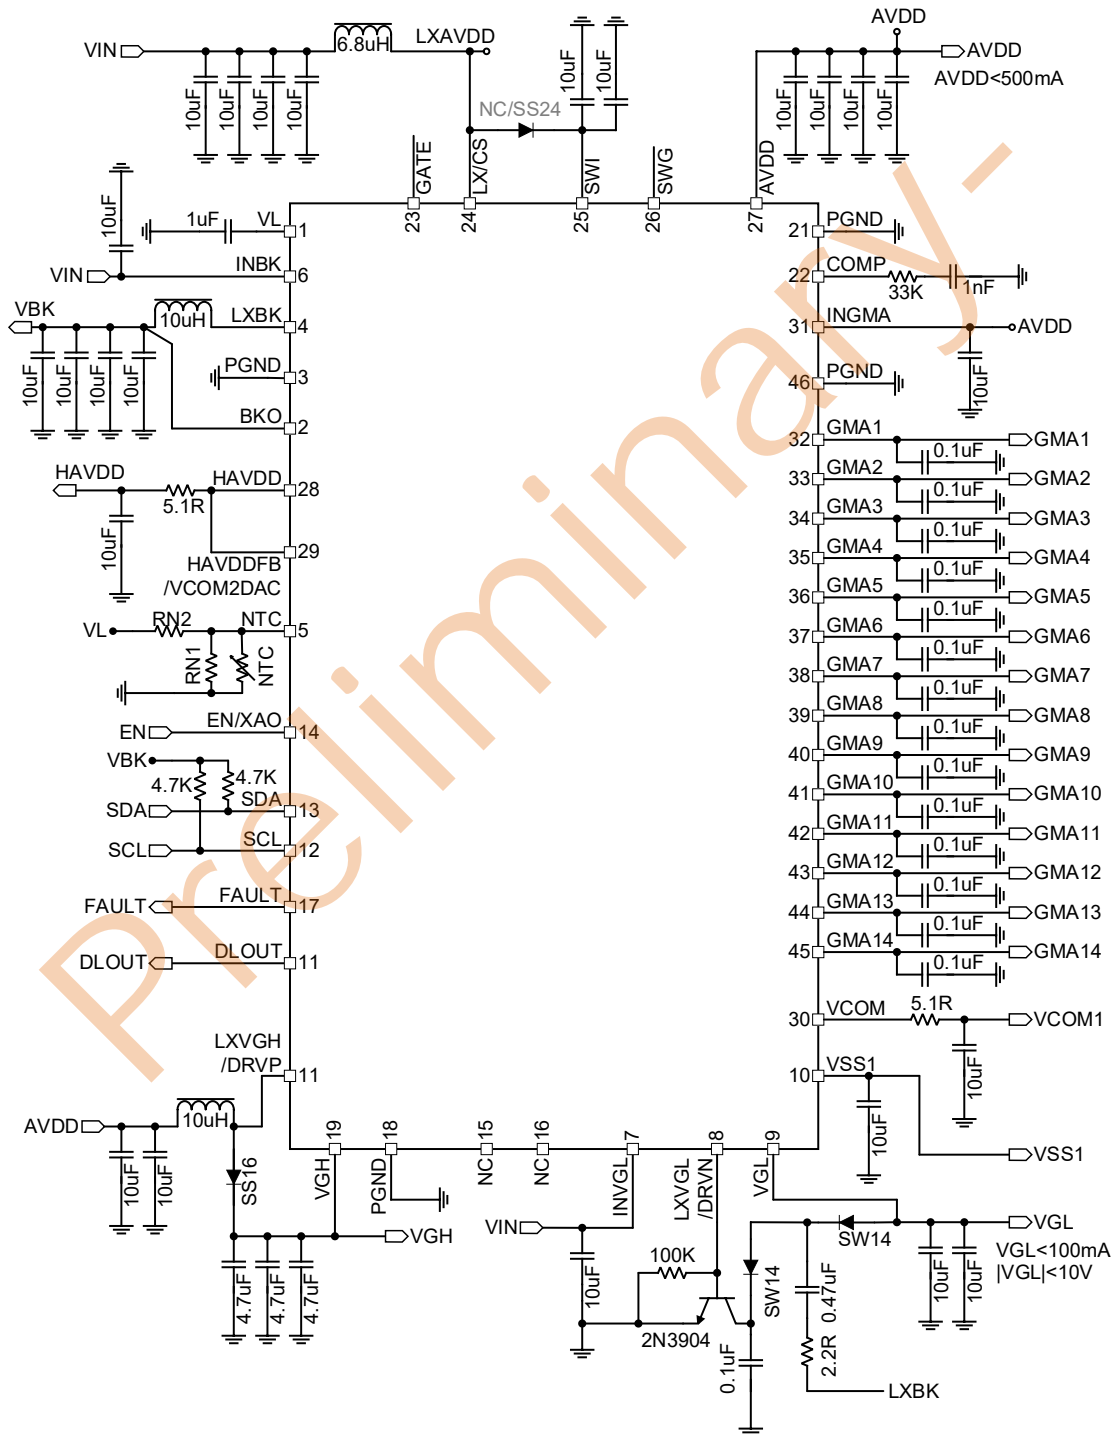 VIN
6.8uH
LXAVDD
10uF
10uF
10uF
10uF
NC/SS24
10uF
10uF
AVDD
AVDD
AVDD<500mA
10uF
10uF
10uF
10uF
GATE
23
LX/CS
24
SWI
25
SWG
26
AVDD
27
10uF
1uF
VL
1
VIN
INBK
6
VBK
10uH
LXBK
4
10uF
10uF
10uF
10uF
PGND
3
BKO
2
HAVDD
5.1R
HAVDD
28
10uF
29
HAVDDFB
/VCOM2DAC
VL
RN2
NTC
5
RN1
NTC
EN
EN/XAO
14
VBK
4.7K
4.7K
SDA
SDA
13
SCL
SCL
12
FAULT
FAULT
17
DLOUT
DLOUT
11
LXVGH
/DRVP
11
AVDD
10uH
10uF
10uF
SS16
4.7uF
4.7uF
4.7uF
VGH
19
VGH
18
PGND
15
NC
16
NC
7
INVGL
8
LXVGL
/DRVN
9
VGL
VIN
10uF
100K
2N3904
SW14
0.1uF
SW14
0.47uF
2.2R
LXBK
21
PGND
22
COMP
33K
1nF
31
INGMA
AVDD
10uF
46
PGND
32
GMA1
0.1uF
GMA1
33
GMA2
0.1uF
GMA2
34
GMA3
0.1uF
GMA3
35
GMA4
0.1uF
GMA4
36
GMA5
0.1uF
GMA5
37
GMA6
0.1uF
GMA6
38
GMA7
0.1uF
GMA7
39
GMA8
0.1uF
GMA8
40
GMA9
0.1uF
GMA9
41
GMA10
0.1uF
GMA10
42
GMA11
0.1uF
GMA11
43
GMA12
0.1uF
GMA12
44
GMA13
0.1uF
GMA13
45
GMA14
0.1uF
GMA14
30
VCOM
5.1R
VCOM1
10uF
10
VSS1
10uF
VSS1
VGL
10uF
10uF
VGL<100mA
|VGL|<10V
Preliminary-